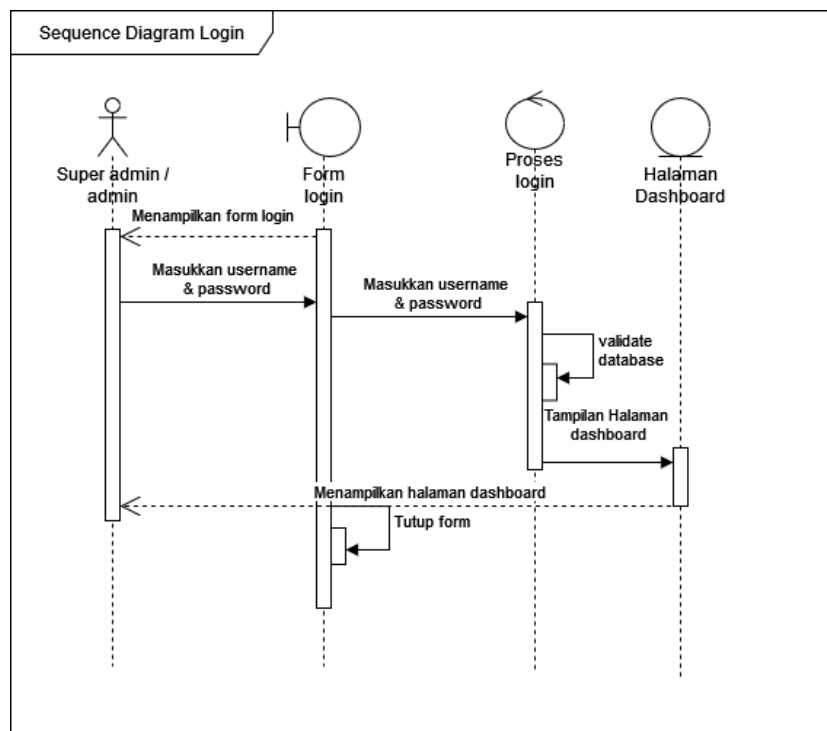 Sequence Diagram Login
Super admin /
admin
Form
login
Proses
login
Halaman
Dashboard
Menampilkan form login
Masukkan username
& password
Masukkan username
& password
validate
database
Tampilan Halaman
dashboard
Menampilkan halaman dashboard
Tutup form